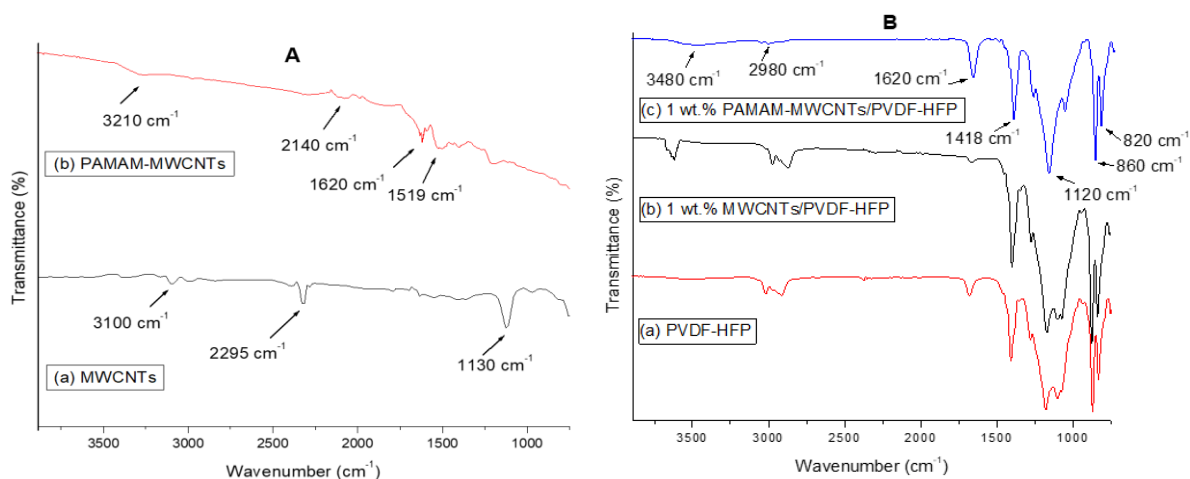 A
3210 cm⁻¹
2140 cm⁻¹
(b) PAMAM-MWCNTs
1620 cm⁻¹
1519 cm⁻¹
3100 cm⁻¹
2295 cm⁻¹
1130 cm⁻¹
(a) MWCNTs
Transmittance (%)
3500 3000 2500 2000 1500 1000
Wavenumber (cm⁻¹)
B
3480 cm⁻¹
2980 cm⁻¹
1620 cm⁻¹
(c) 1 wt.% PAMAM-MWCNTs/PVDF-HFP
1418 cm⁻¹
820 cm⁻¹
860 cm⁻¹
1120 cm⁻¹
(b) 1 wt.% MWCNTs/PVDF-HFP
(a) PVDF-HFP
Transmittance (%)
3500 3000 2500 2000 1500 1000
Wavenumber (cm⁻¹)